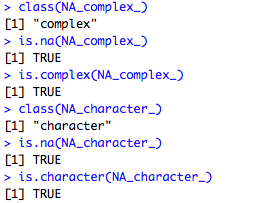 > class(NA_complex_)
[1] "complex"
> is.na(NA_complex_)
[1] TRUE
> is.complex(NA_complex_)
[1] TRUE
> class(NA_character_)
[1] "character"
> is.na(NA_character_)
[1] TRUE
> is.character(NA_character_)
[1] TRUE